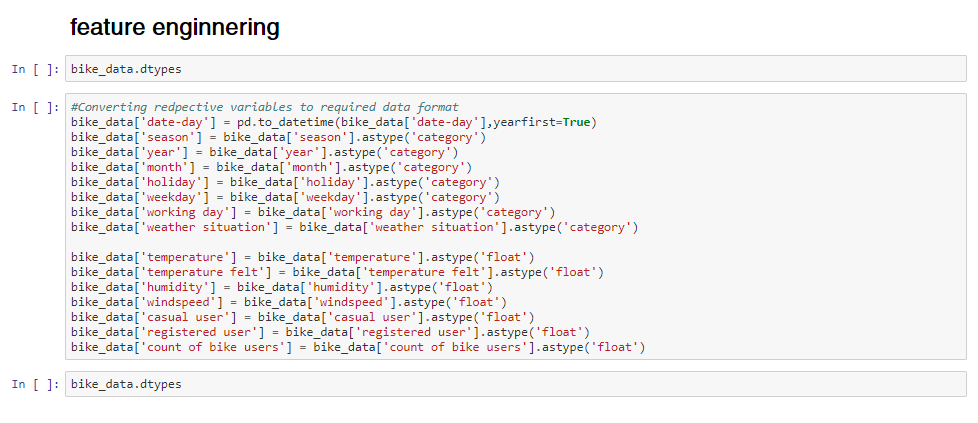 feature enginnering
In [ ]: bike_data.dtypes
In [ ]: #Converting redpective variables to required data format
bike_data['date-day'] = pd.to_datetime(bike_data['date-day'],yearfirst=True)
bike_data['season'] = bike_data['season'].astype('category')
bike_data['year'] = bike_data['year'].astype('category')
bike_data['month'] = bike_data['month'].astype('category')
bike_data['holiday'] = bike_data['holiday'].astype('category')
bike_data['weekday'] = bike_data['weekday'].astype('category')
bike_data['working day'] = bike_data['working day'].astype('category')
bike_data['weather situation'] = bike_data['weather situation'].astype('category')
bike_data['temperature'] = bike_data['temperature'].astype('float')
bike_data['temperature felt'] = bike_data['temperature felt'].astype('float')
bike_data['humidity'] = bike_data['humidity'].astype('float')
bike_data['windspeed'] = bike_data['windspeed'].astype('float')
bike_data['casual user'] = bike_data['casual user'].astype('float')
bike_data['registered user'] = bike_data['registered user'].astype('float')
bike_data['count of bike users'] = bike_data['count of bike users'].astype('float')
In [ ]: bike_data.dtypes